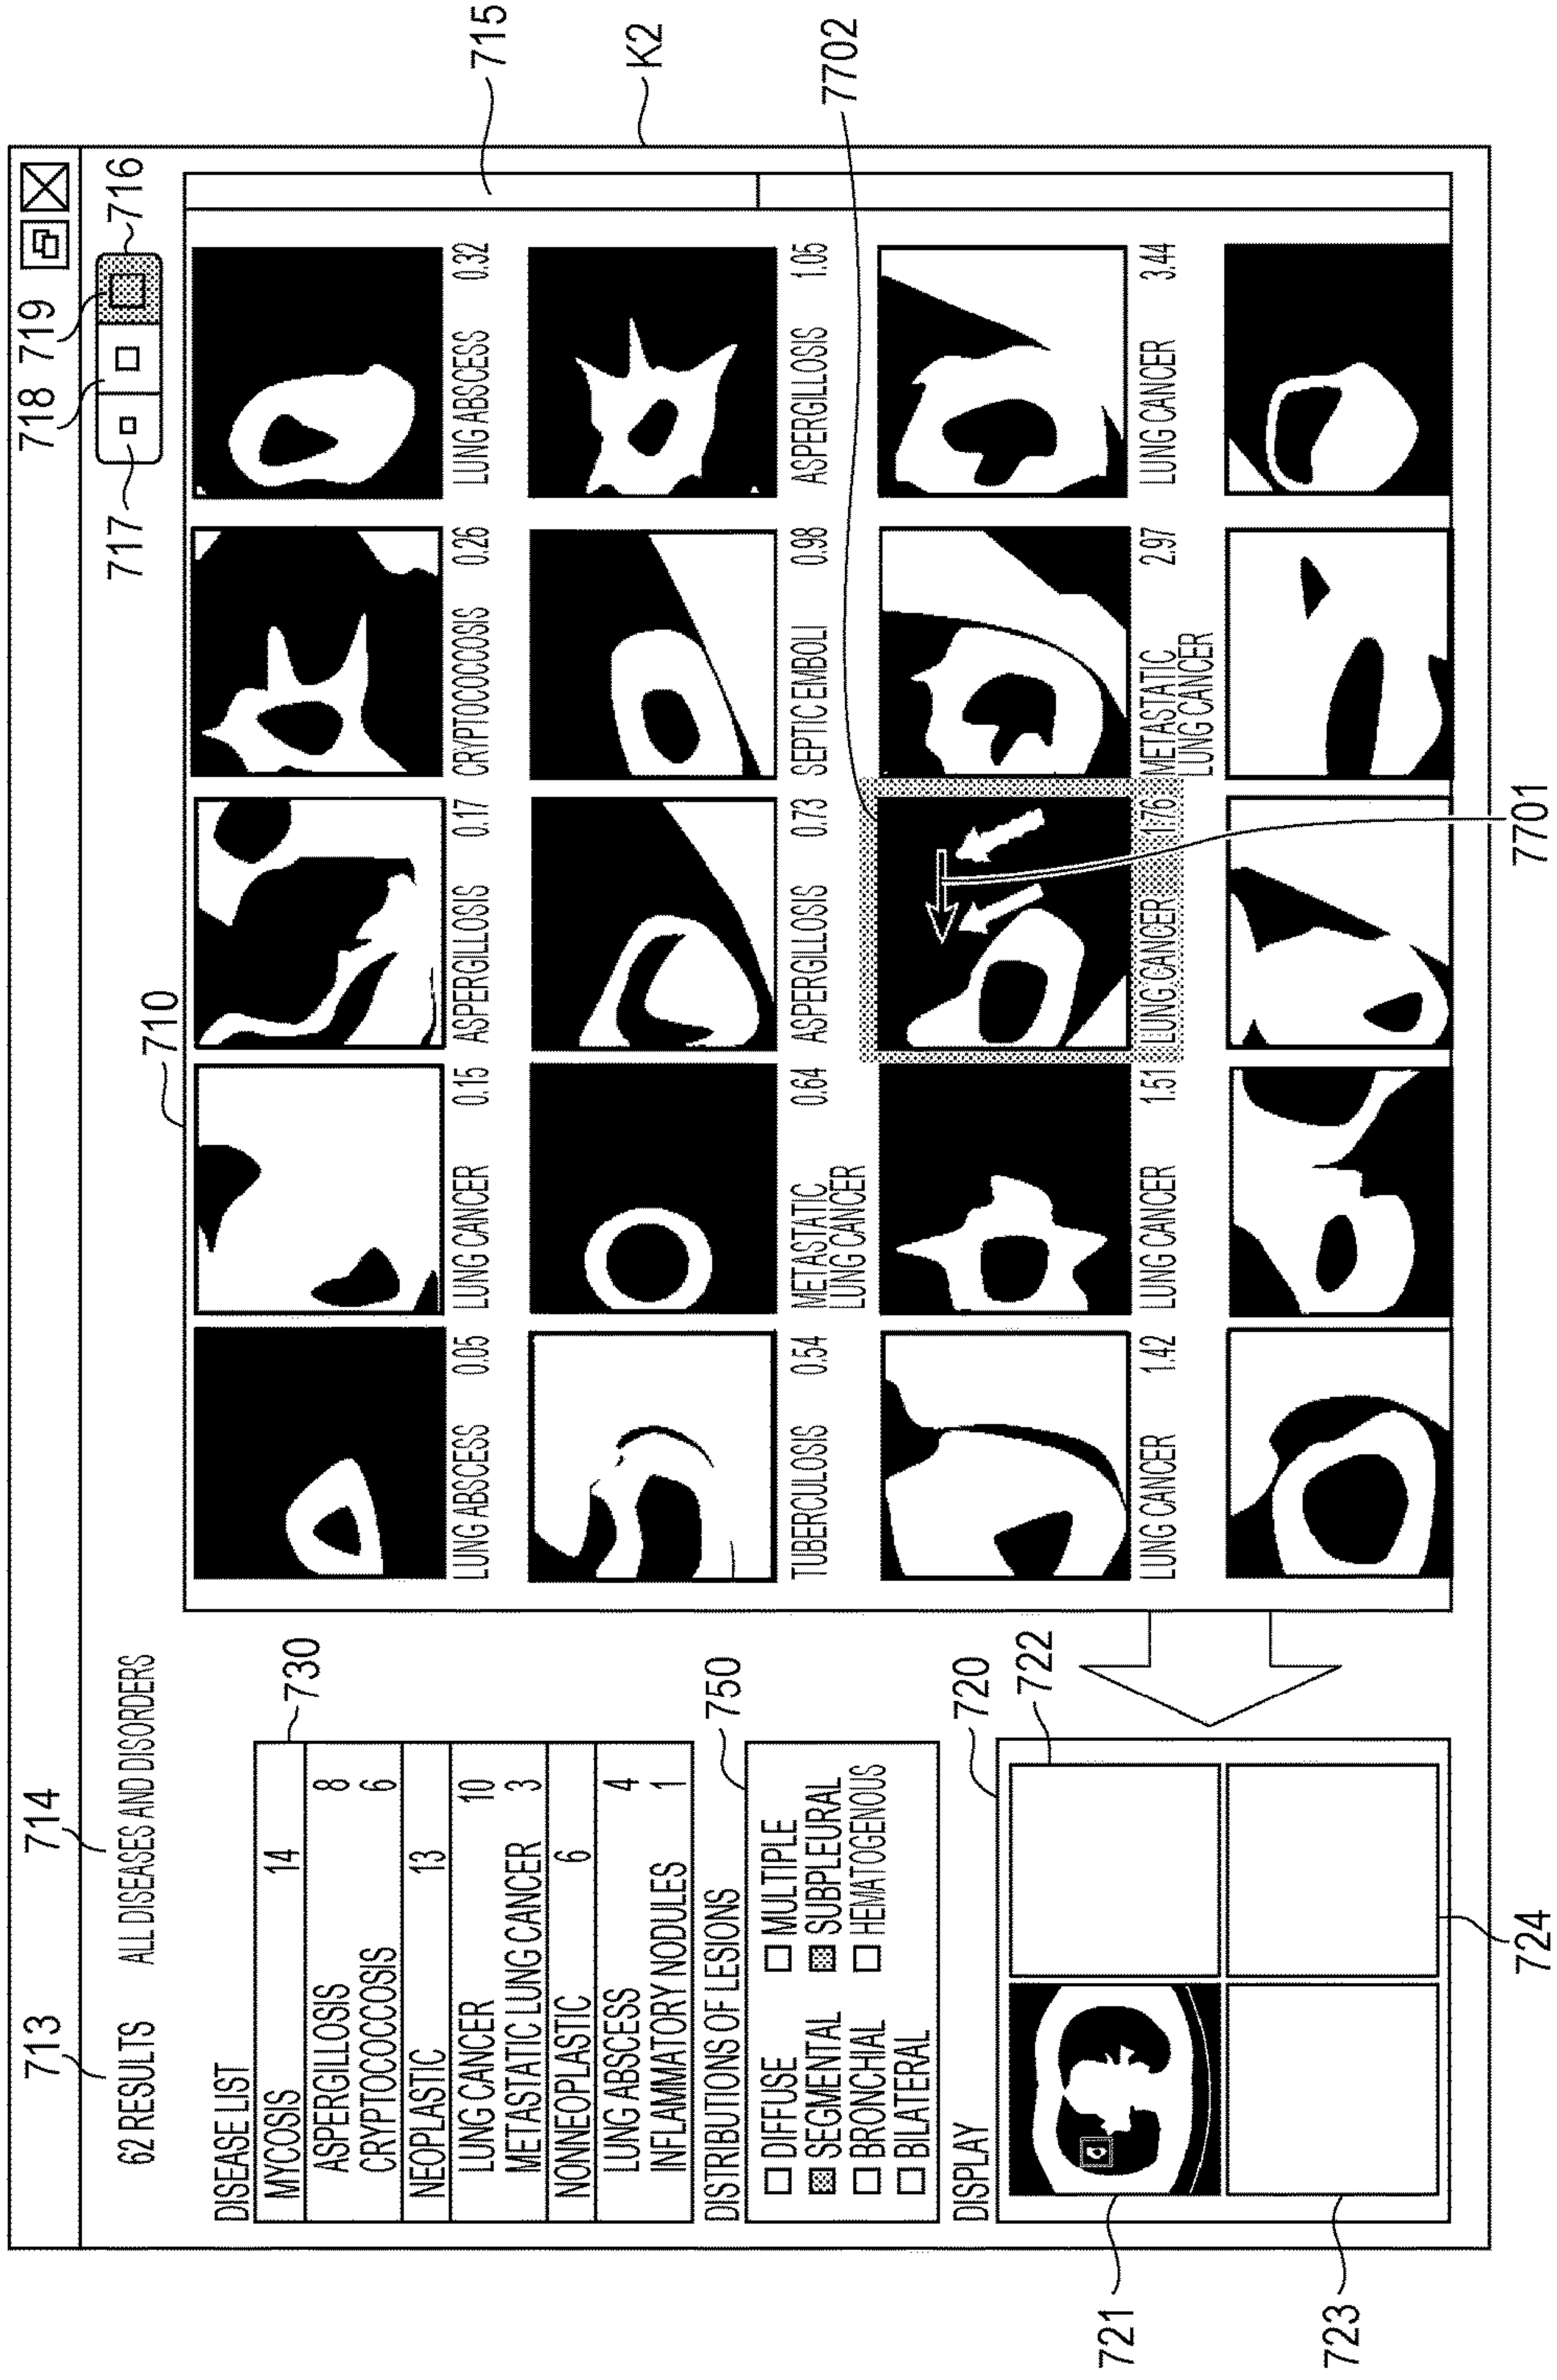 713
714
718
719
62 RESULTS
ALL DISEASES AND DISORDERS
717
716
710
715
K2
7702
DISEASE LIST
730
MYCOSIS 14
ASPERGILLOSIS 8
CRYPTOCOCCOSIS 6
NEOPLASTIC 13
LUNG CANCER 10
METASTATIC LUNG CANCER 3
NONNEOPLASTIC 6
LUNG ABSCESS 4
INFLAMMATORY NODULES 1
DISTRIBUTIONS OF LESIONS
750
DIFFUSE MULTIPLE
SEGMENTAL SUBPLEURAL
BRONCHIAL HEMATOGENOUS
BILATERAL
DISPLAY
720
722
721
723
724
LUNG ABSCESS 0.05
LUNG CANCER 0.15
ASPERGILLOSIS 0.17
CRYPTOCOCCOSIS 0.26
LUNG ABSCESS 0.32
TUBERCULOSIS 0.54
METASTATIC 0.64
LUNG CANCER
ASPERGILLOSIS 0.73
SEPTIC EMBOLI 0.98
ASPERGILLOSIS 1.05
LUNG CANCER 1.42
LUNG CANCER 1.51
LUNG CANCER 1.76
METASTATIC 2.97
LUNG CANCER
LUNG CANCER 3.44
7701